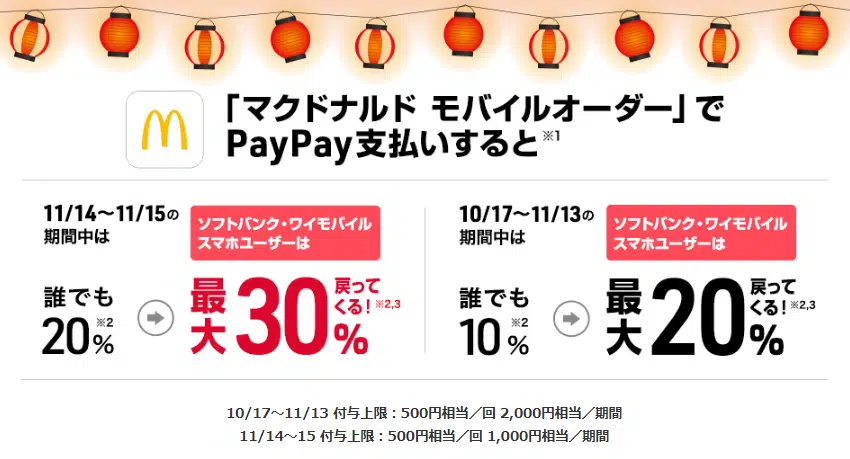 「マクドナルド モバイルオーダー」で
PayPay支払いすると※1
11/14～11/15の
期間中は
ソフトバンク・ワイモバイル
スマホユーザーは
誰でも
20%※2
最大30%
戻って
くる!※2,3
10/17～11/13の
期間中は
ソフトバンク・ワイモバイル
スマホユーザーは
誰でも
10%※2
最大20%
戻って
くる!※2,3
10/17～11/13 付与上限：500円相当／回 2,000円相当／期間
11/14～15 付与上限：500円相当／回 1,000円相当／期間